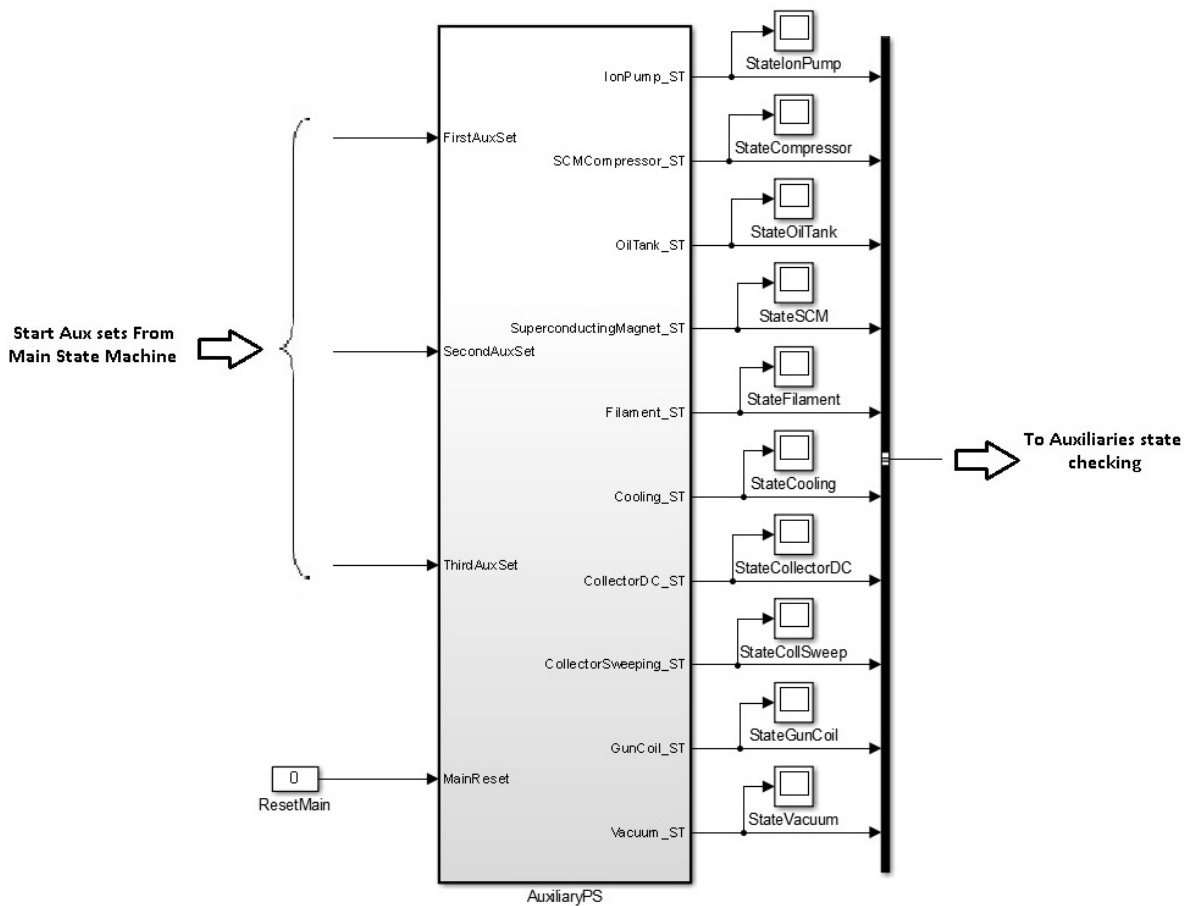 StateIonPump
IonPump_ST
FirstAuxSet
StateCompressor
SCMCompressor_ST
StateOilTank
OilTank_ST
Start Aux sets From
Main State Machine
StateSCM
SuperconductingMagnet_ST
SecondAuxSet
StateFilament
Filament_ST
To Auxiliaries state
checking
StateCooling
Cooling_ST
ThirdAuxSet
StateCollectorDC
CollectorDC_ST
StateCollSweep
CollectorSweeping_ST
StateGunCoil
GunCoil_ST
0
ResetMain
MainReset
StateVacuum
Vacuum_ST
AuxiliaryPS